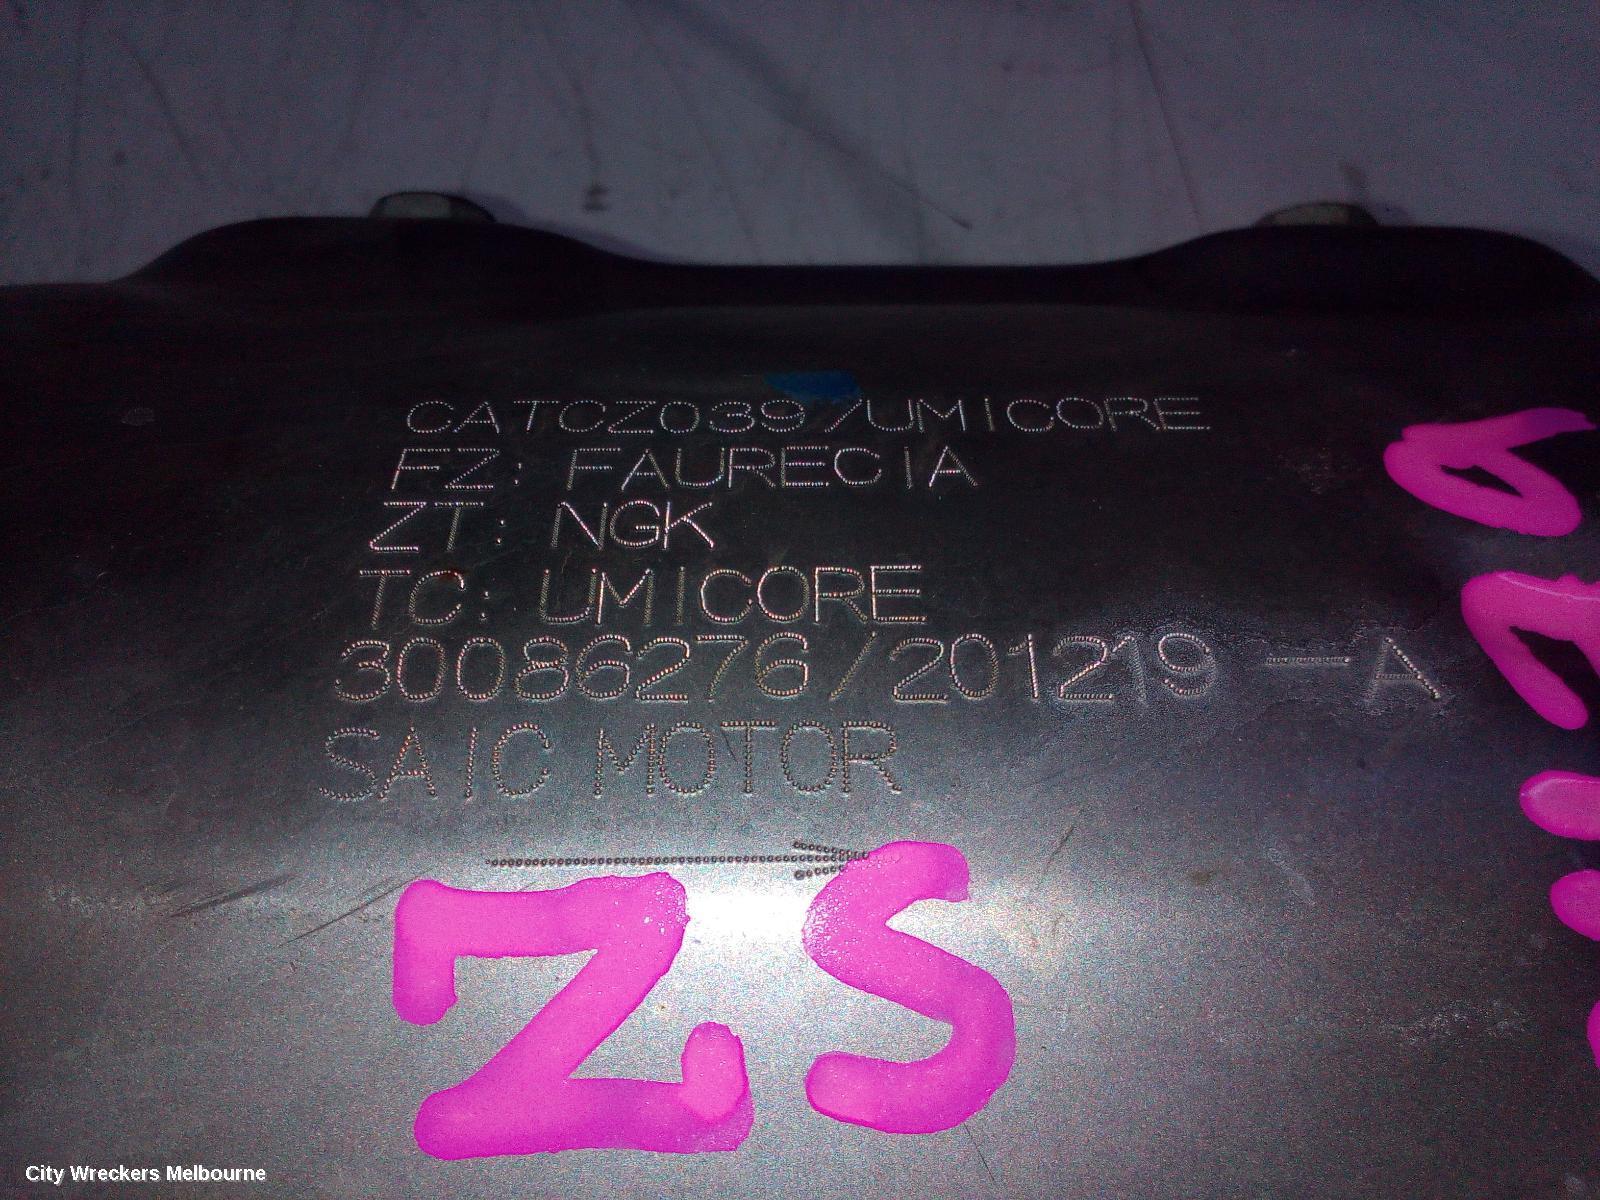 CATCZ039/UMICORE
FZ: FAURECIA
ZT: NGK
TC: UMICORE
30086276/201219 -A
SAIC MOTOR
ZS
City Wreckers Melbourne